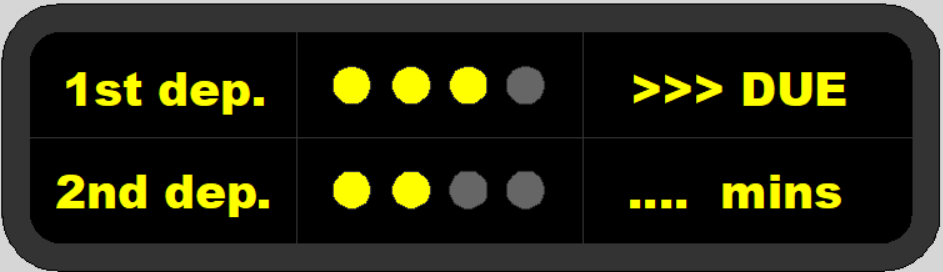 1st dep. >>> DUE
2nd dep. .... mins